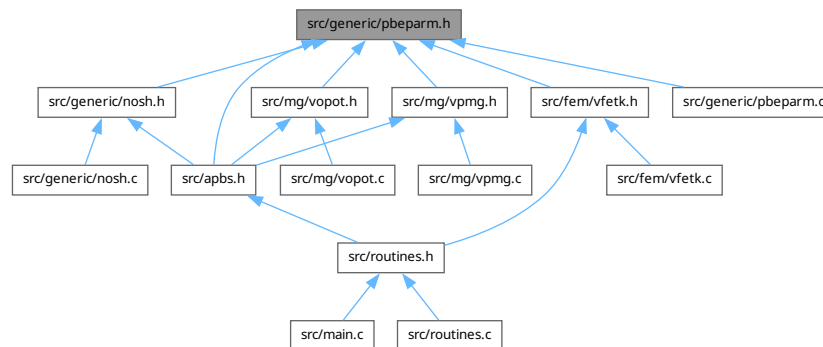 src/generic/pbeparm.h
src/generic/nosh.h
src/mg/vopot.h
src/mg/vpmg.h
src/fem/vfetk.h
src/generic/pbeparm.c
src/generic/nosh.c
src/apbs.h
src/mg/vopot.c
src/mg/vpmg.c
src/fem/vfetk.c
src/routines.h
src/main.c
src/routines.c